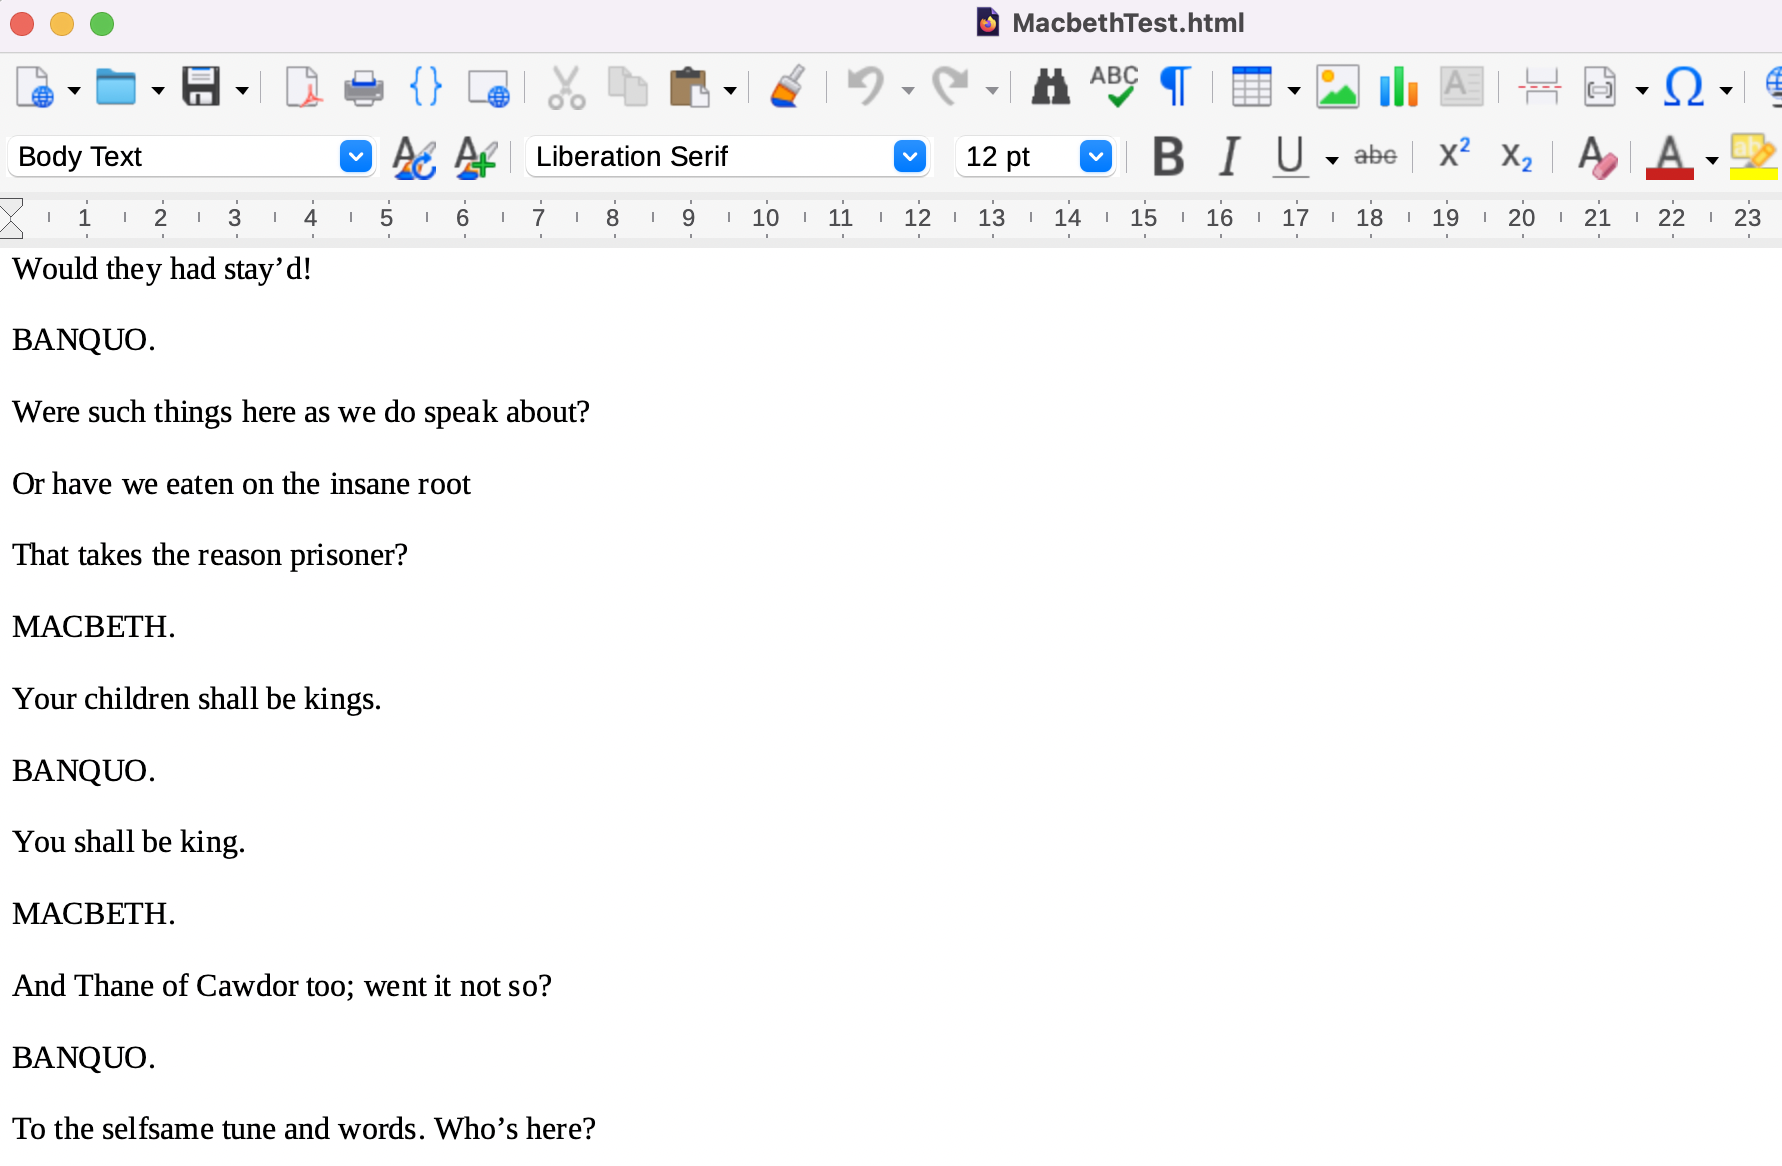 MacbethTest.html
ABC
Body Text
Liberation Serif
12 pt
B I U abc X² X₂ A A ab
1 2 3 4 5 6 7 8 9 10 11 12 13 14 15 16 17 18 19 20 21 22 23
Would they had stay’d!
BANQUO.
Were such things here as we do speak about?
Or have we eaten on the insane root
That takes the reason prisoner?
MACBETH.
Your children shall be kings.
BANQUO.
You shall be king.
MACBETH.
And Thane of Cawdor too; went it not so?
BANQUO.
To the selfsame tune and words. Who’s here?